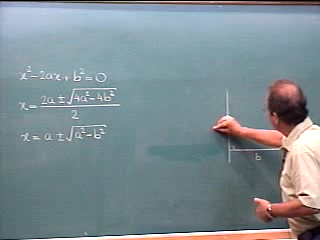 x² - 2ax + b² = 0
x = 2a ± √4a² - 4b² / 2
x = a ± √a² - b²
b